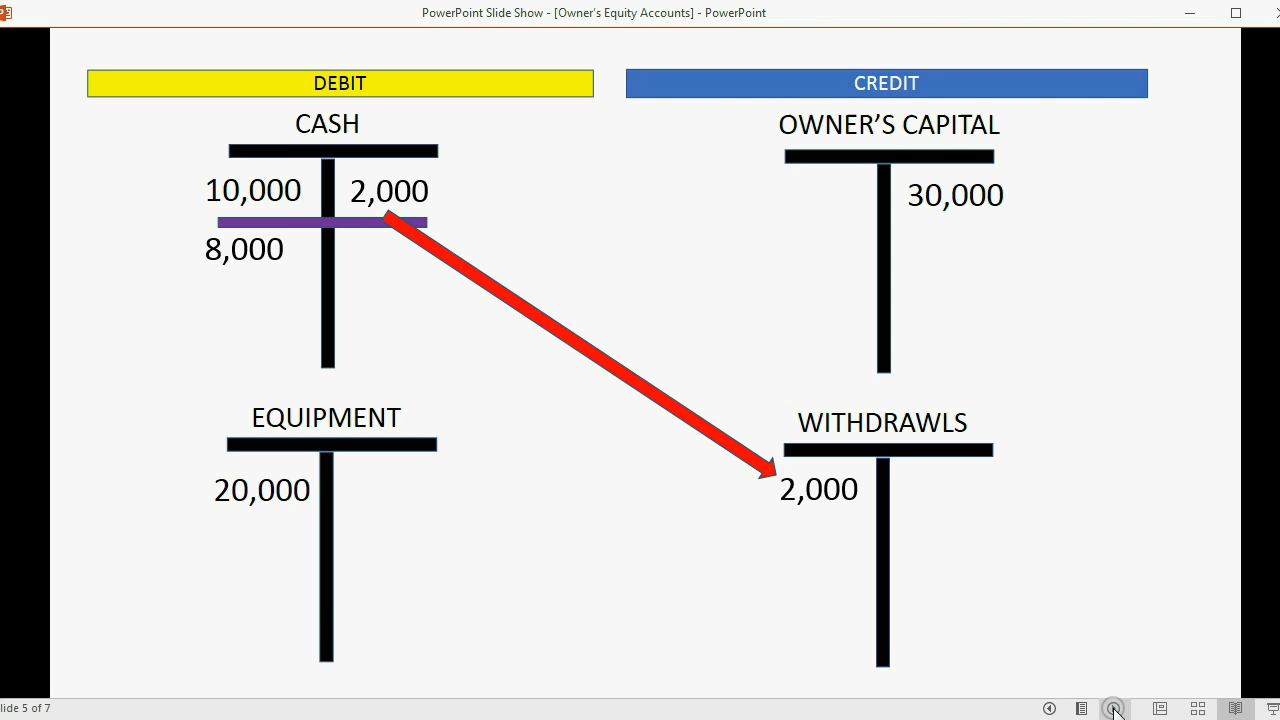 PowerPoint Slide Show - [Owner's Equity Accounts] - PowerPoint
DEBIT
CREDIT
CASH
OWNER’S CAPITAL
10,000
2,000
30,000
8,000
EQUIPMENT
WITHDRAWLS
20,000
2,000
lide 5 of 7